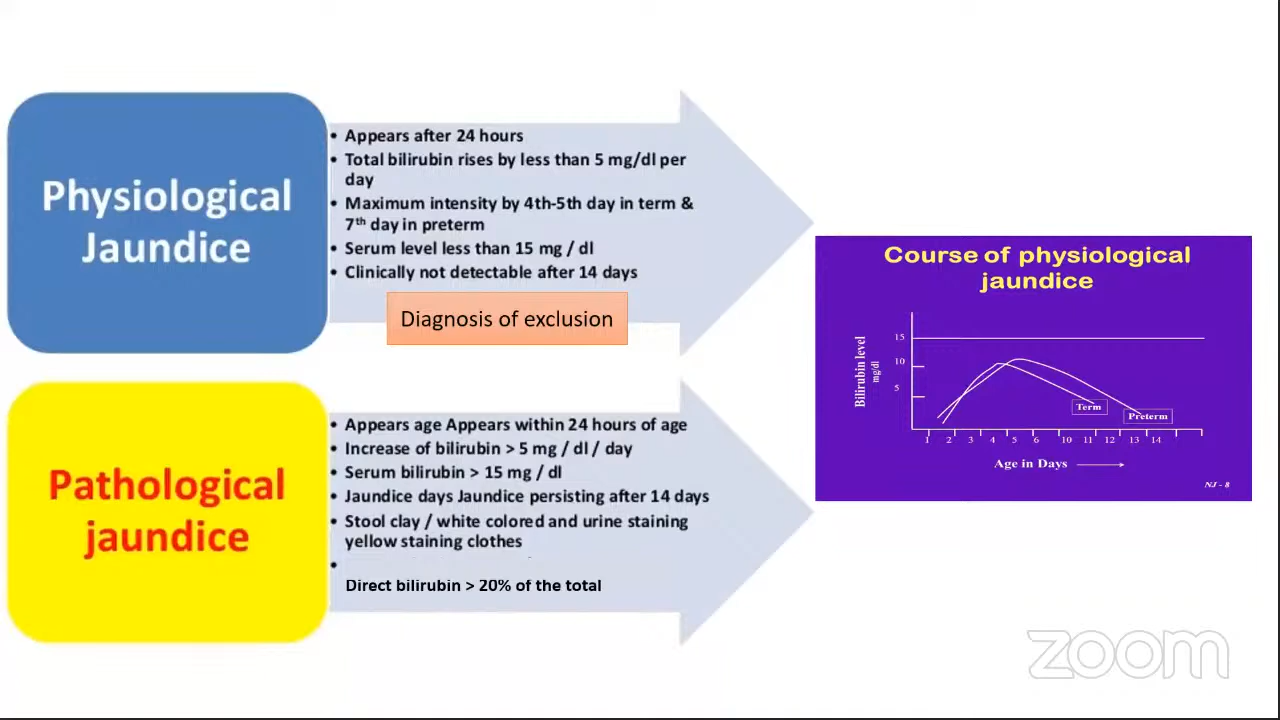 Physiological
Jaundice
• Appears after 24 hours
• Total bilirubin rises by less than 5 mg/dl per
day
• Maximum intensity by 4th-5th day in term &
7th day in preterm
• Serum level less than 15 mg / dl
• Clinically not detectable after 14 days
Diagnosis of exclusion
Pathological
jaundice
• Appears age Appears within 24 hours of age
• Increase of bilirubin > 5 mg / dl / day
• Serum bilirubin > 15 mg / dl
• Jaundice days Jaundice persisting after 14 days
• Stool clay / white colored and urine staining
yellow staining clothes
•
Direct bilirubin > 20% of the total
Course of physiological
jaundice
Bilirubin level
mg/dl
15
10
5
Term
Preterm
1 2 3 4 5 6 10 11 12 13 14
Age in Days
NJ - 8
zoom